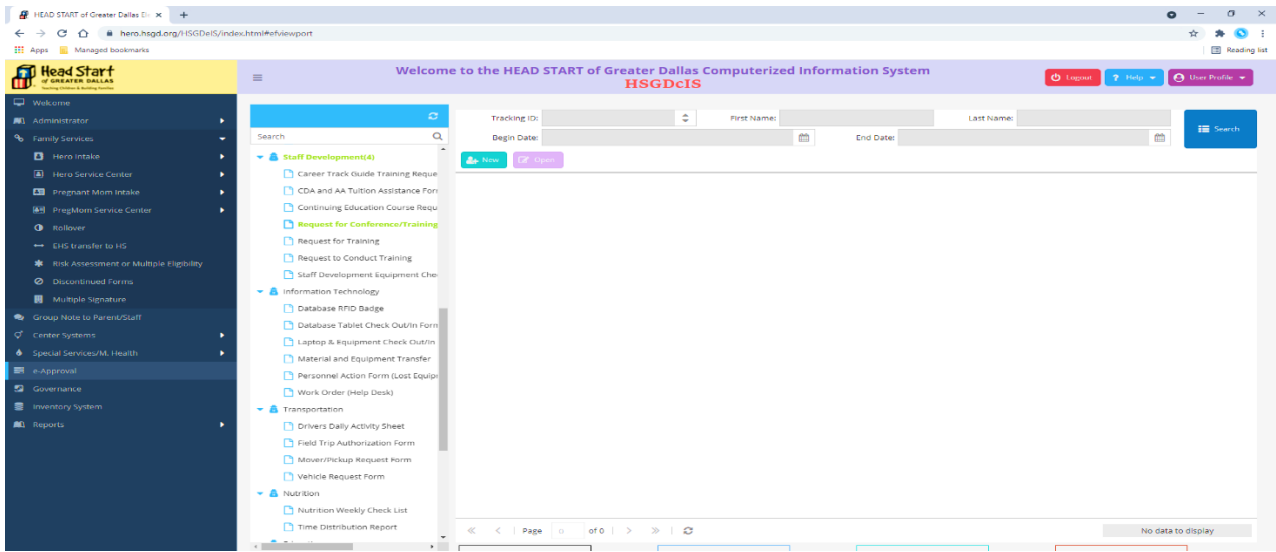 HEAD START of Greater Dallas Ele
hero.hsgd.org/HSGDeIS/index.html#efviewport
Apps
Managed bookmarks
Reading list
Head Start
of GREATER DALLAS
Teaching Children & Building Families
Welcome to the HEAD START of Greater Dallas Computerized Information System
HSGDcIS
Logout
? Help
User Profile
Welcome
Administrator
Family Services
Hero Intake
Hero Service Center
Pregnant Mom Intake
PregMom Service Center
Rollover
EHS transfer to HS
Risk Assessment or Multiple Eligibility
Discontinued Forms
Multiple Signature
Group Note to Parent/Staff
Center Systems
Special Services/M. Health
e-Approval
Governance
Inventory System
Reports
Search
Staff Development(4)
Career Track Guide Training Reque
CDA and AA Tuition Assistance For
Continuing Education Course Requ
Request for Conference/Training
Request for Training
Request to Conduct Training
Staff Development Equipment Che
Information Technology
Database RFID Badge
Database Tablet Check Out/In Form
Laptop & Equipment Check Out/In
Material and Equipment Transfer
Personnel Action Form (Lost Equip
Work Order (Help Desk)
Transportation
Drivers Daily Activity Sheet
Field Trip Authorization Form
Mover/Pickup Request Form
Vehicle Request Form
Nutrition
Nutrition Weekly Check List
Time Distribution Report
Tracking ID:
First Name:
Last Name:
Begin Date:
End Date:
Search
New
Open
Page 0 of 0
No data to display